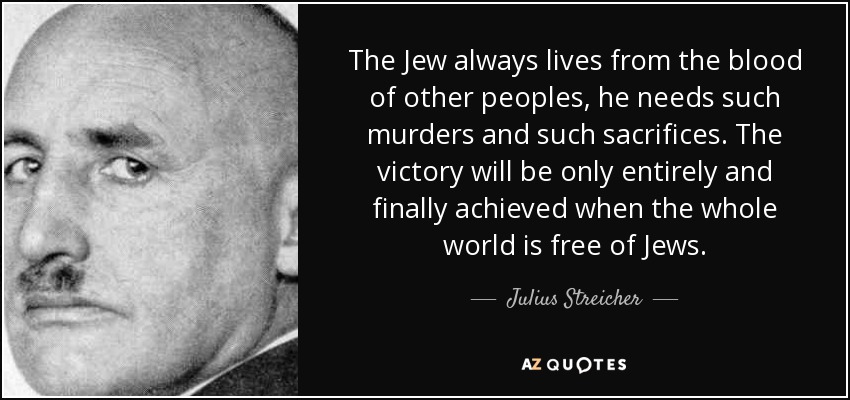 The Jew always lives from the blood
of other peoples, he needs such
murders and such sacrifices. The
victory will be only entirely and
finally achieved when the whole
world is free of Jews.
Julius Streicher
AZ QUOTES